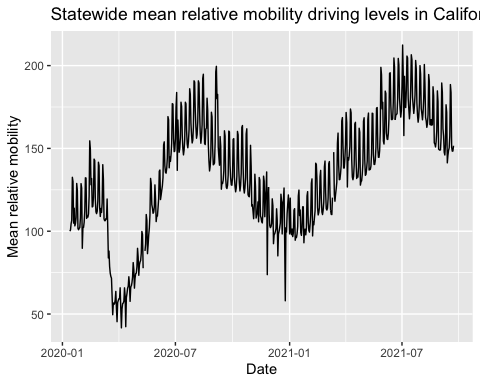 Statewide mean relative mobility driving levels in Califor
200
150
100
50
Mean relative mobility
2020-01
2020-07
2021-01
2021-07
Date